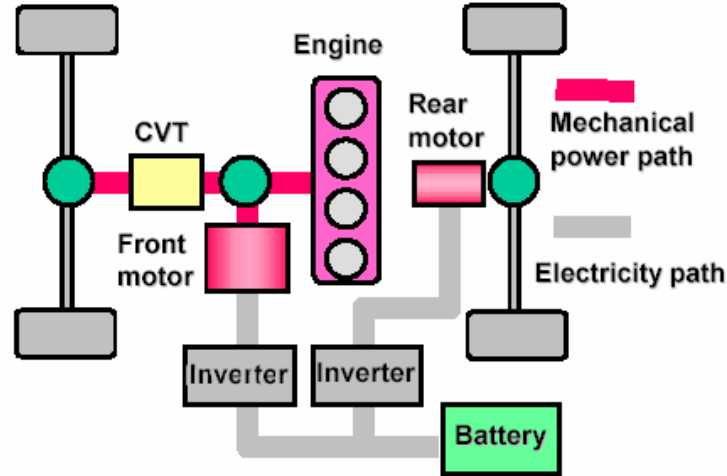 Engine
CVT
Rear
motor
Mechanical
power path
Front
motor
Electricity path
Inverter
Inverter
Battery